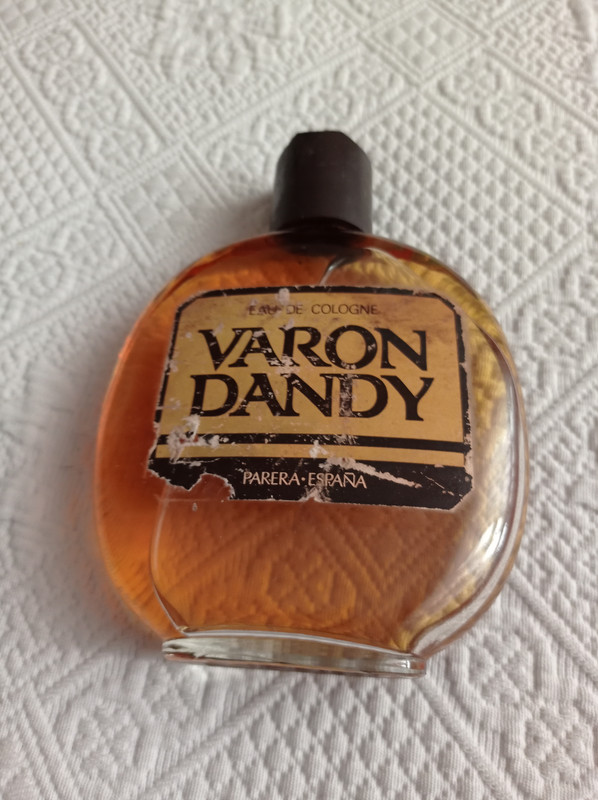 EAU DE COLOGNE
VARON
DANDY
PARERA·ESPAÑA